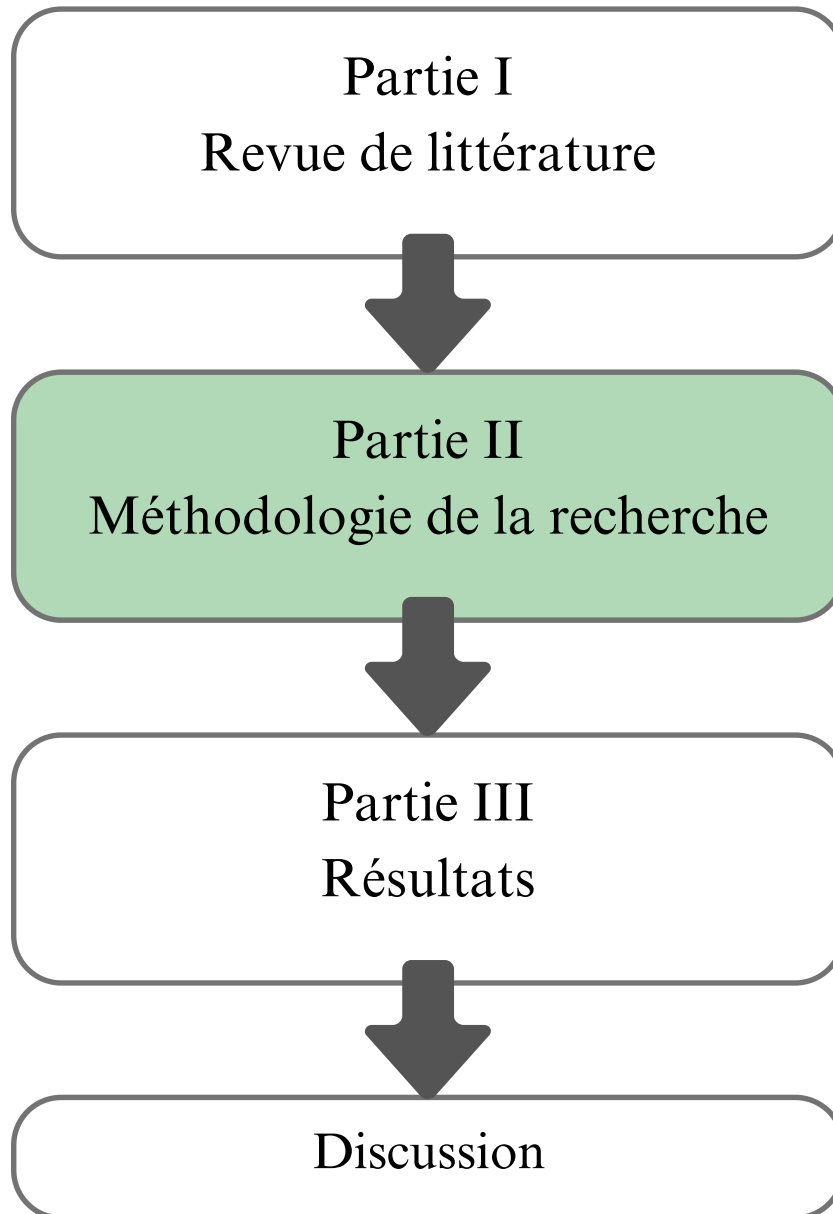 Partie I
Revue de littérature
Partie II
Méthodologie de la recherche
Partie III
Résultats
Discussion